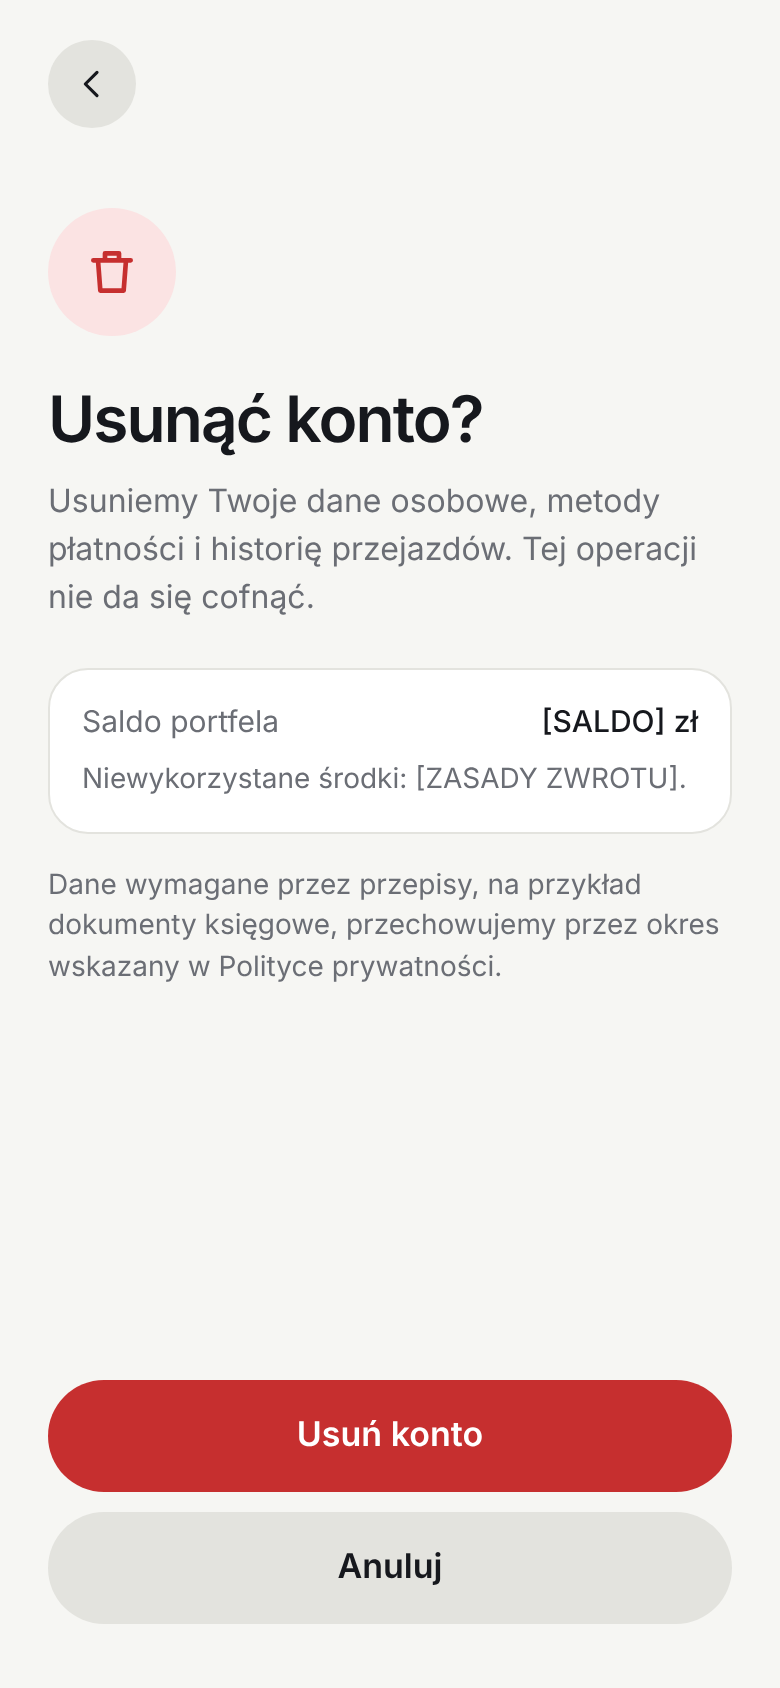 Usunąć konto?
Usuniemy Twoje dane osobowe, metody
płatności i historię przejazdów. Tej operacji
nie da się cofnąć.
Saldo portfela [SALDO] zł
Niewykorzystane środki: [ZASADY ZWROTU].
Dane wymagane przez przepisy, na przykład
dokumenty księgowe, przechowujemy przez okres
wskazany w Polityce prywatności.
Usuń konto
Anuluj